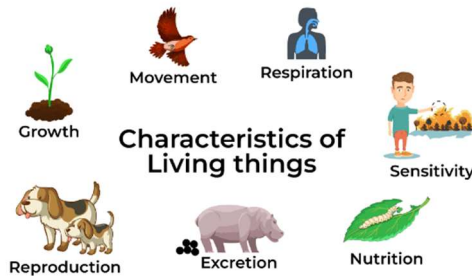 Movement
Respiration
Growth
Characteristics of
Living things
Sensitivity
Reproduction
Excretion
Nutrition